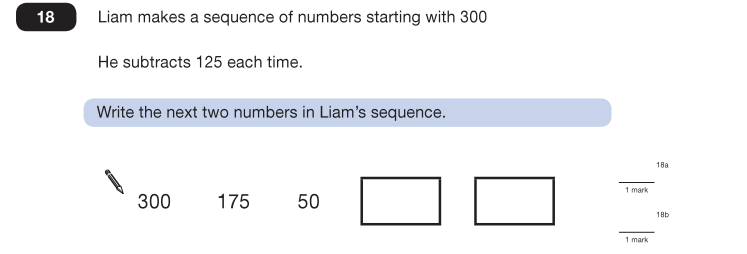 18 Liam makes a sequence of numbers starting with 300
He subtracts 125 each time.
Write the next two numbers in Liam's sequence.
18a
1 mark
300 175 50
18b
1 mark